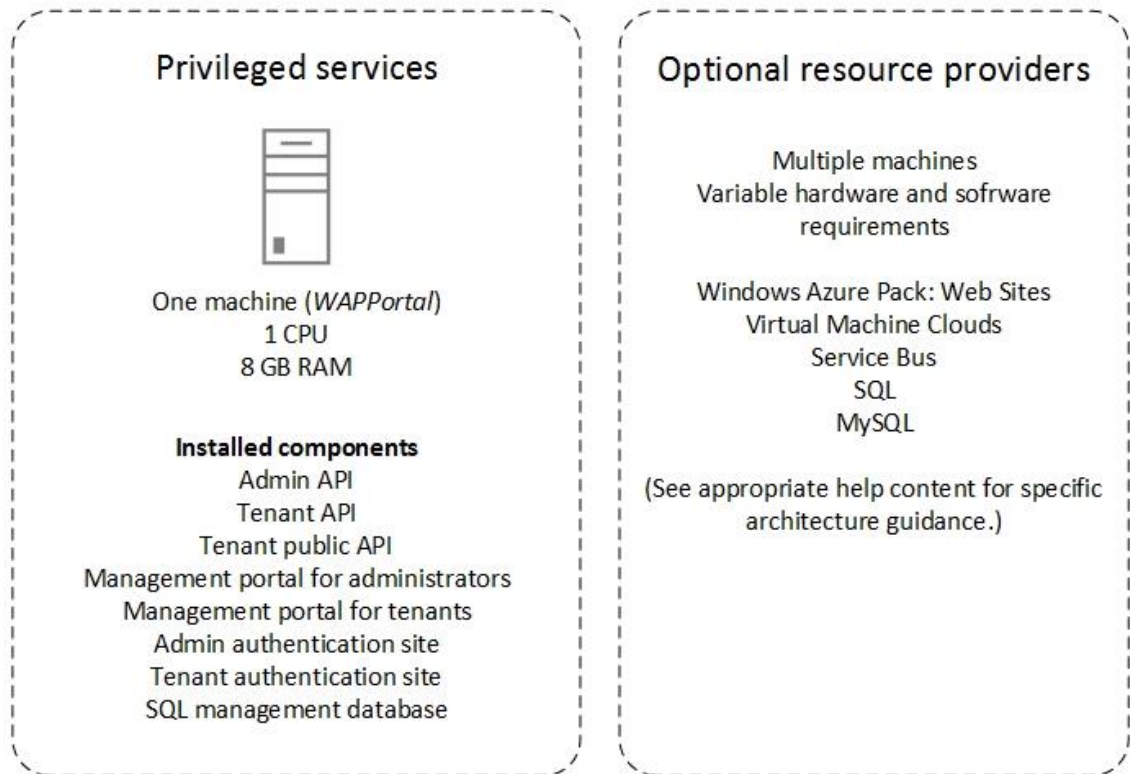 Privileged services
One machine (WAPPortal)
1 CPU
8 GB RAM
Installed components
Admin API
Tenant API
Tenant public API
Management portal for administrators
Management portal for tenants
Admin authentication site
Tenant authentication site
SQL management database
Optional resource providers
Multiple machines
Variable hardware and sofrware
requirements
Windows Azure Pack: Web Sites
Virtual Machine Clouds
Service Bus
SQL
MySQL
(See appropriate help content for specific
architecture guidance.)